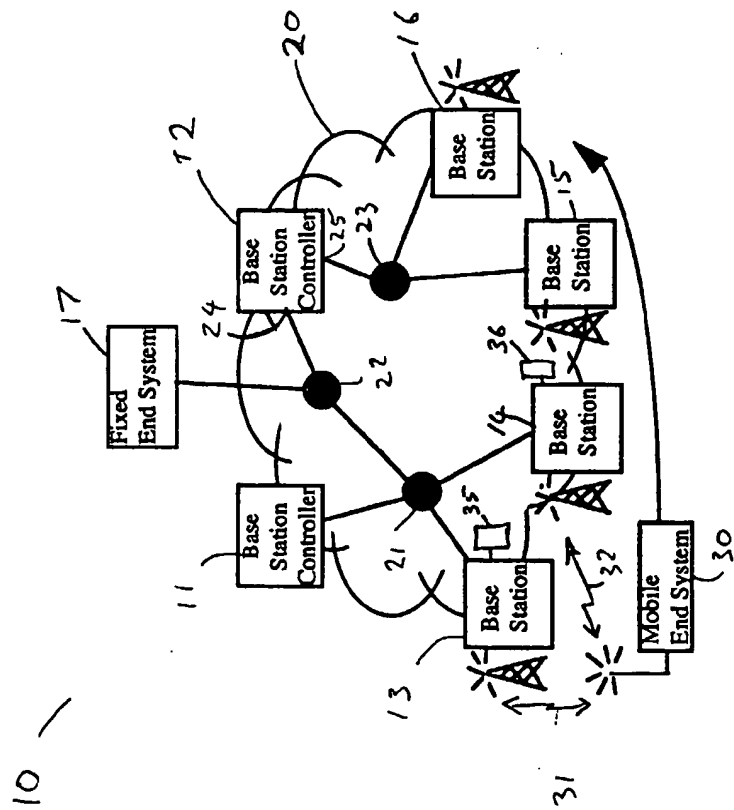 10
17
Fixed
End System
11
Base
Station
Controller
12
Base
Station
Controller
24
25
20
22
23
21
13
Base
Station
35
14
Base
Station
36
Base
Station
15
Base
Station
16
31
32
Mobile
End System
30